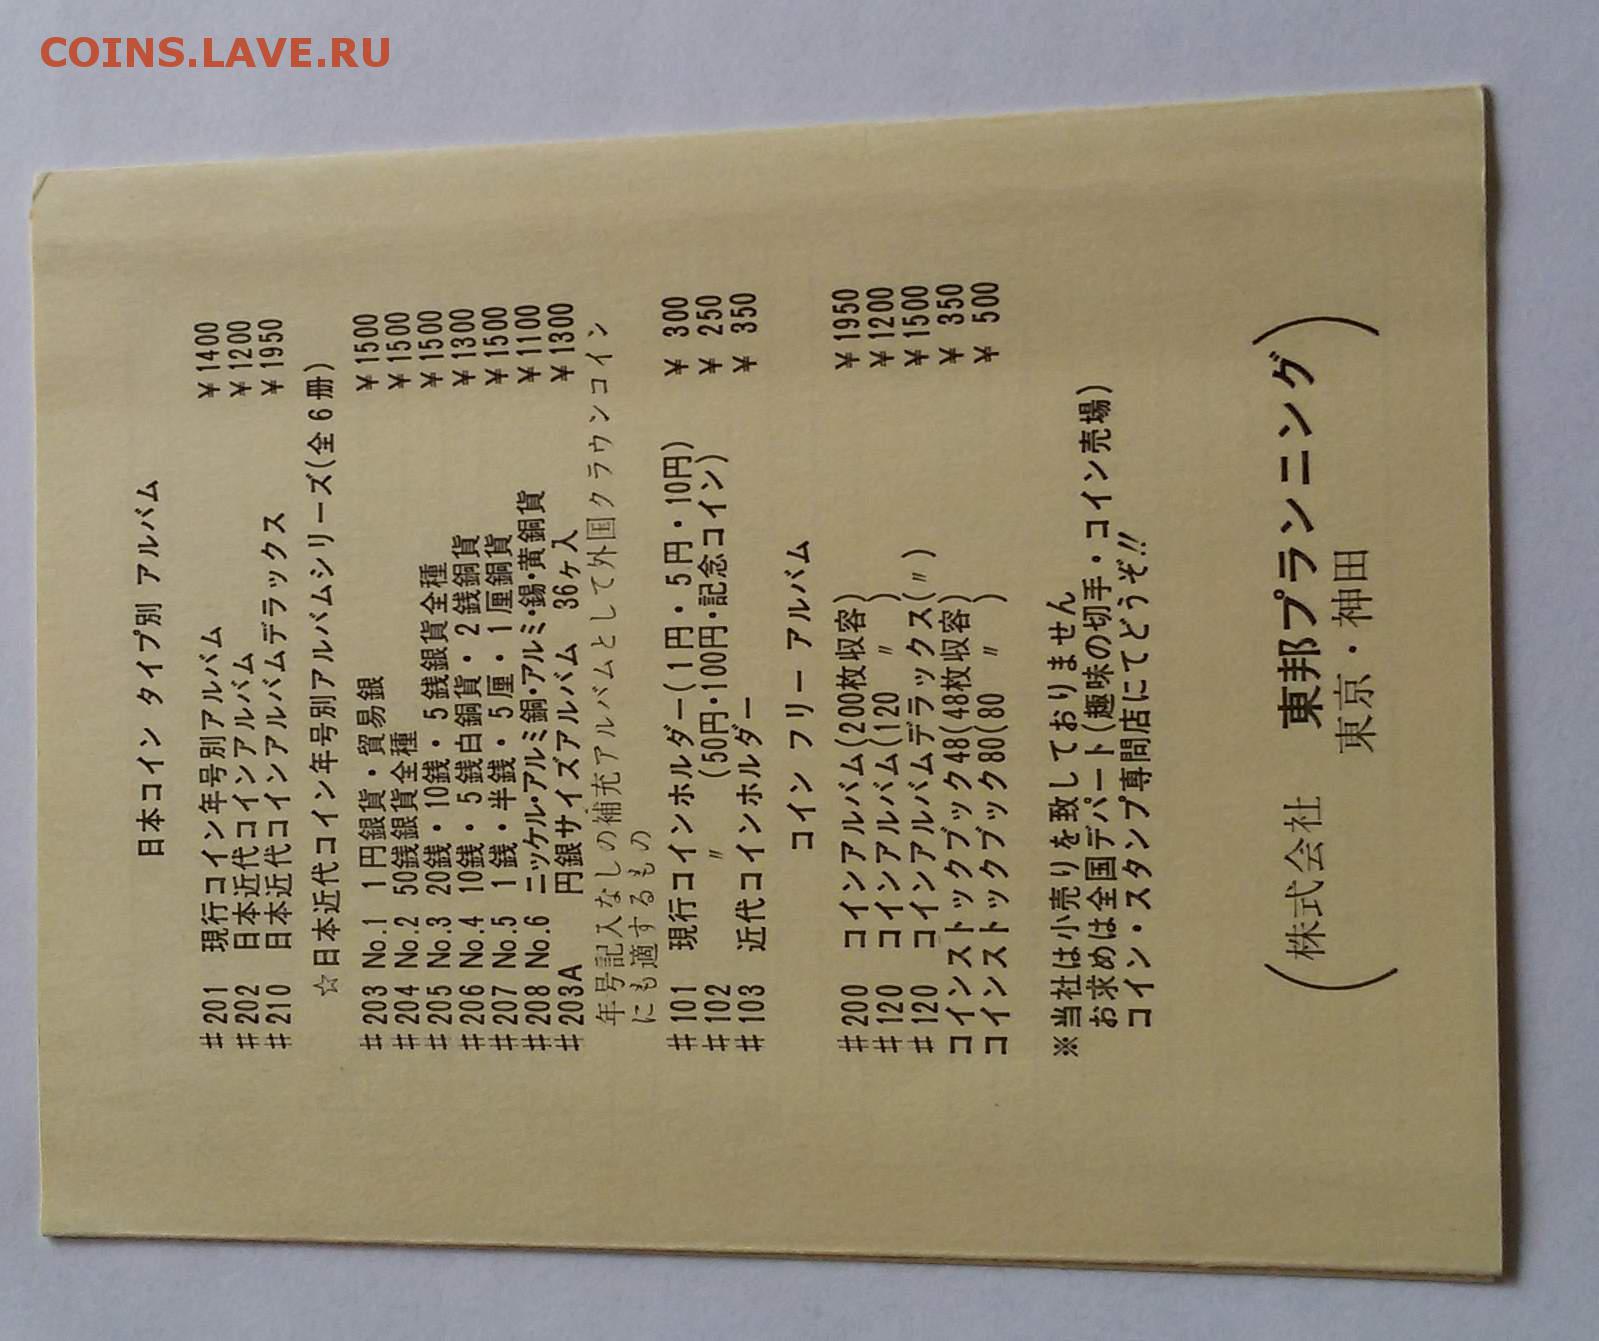 COINS.LAVE.RU
日本コイン タイプ別 アルバム
#201 現行コイン年号別アルバム ¥1400
#202 日本近代コインアルバム ¥1200
#210 日本近代コインアルバムデラックス ¥1950
☆日本近代コイン年号別アルバムシリーズ(全6冊)
#203 No.1 1円銀貨・貿易銀 ¥1500
#204 No.2 50銭銀貨全種 ¥1500
#205 No.3 20銭・10銭・5銭銀貨全種 ¥1500
#206 No.4 10銭・5銭白銅貨・2銭銅貨 ¥1300
#207 No.5 1銭・半銭・5厘・1厘銅貨 ¥1500
#208 No.6 ニッケル・アルミ銅・アルミ・錫・黄銅貨 ¥1100
#203A 円銀サイズアルバム 36ケ入 ¥1300
年号記入なしの補充アルバムとして外国クラウンコイン
にも適するもの
#101 現行コインホルダー(1円・5円・10円) ¥300
#102 〃 (50円・100円・記念コイン) ¥250
#103 近代コインホルダー ¥350
コイン フリー アルバム
#200 コインアルバム(200枚収容) ¥1950
#120 コインアルバム(120 〃 ) ¥1200
#120 コインアルバムデラックス(〃) ¥1500
コインストックブック48(48枚収容) ¥350
コインストックブック80(80 〃 ) ¥500
※当社は小売りを致しておりません
お求めは全国デパート(趣味の切手・コイン売場)
コイン・スタンプ専門店にてどうぞ!!
(株式会社 東邦プランニング)
東京・神田